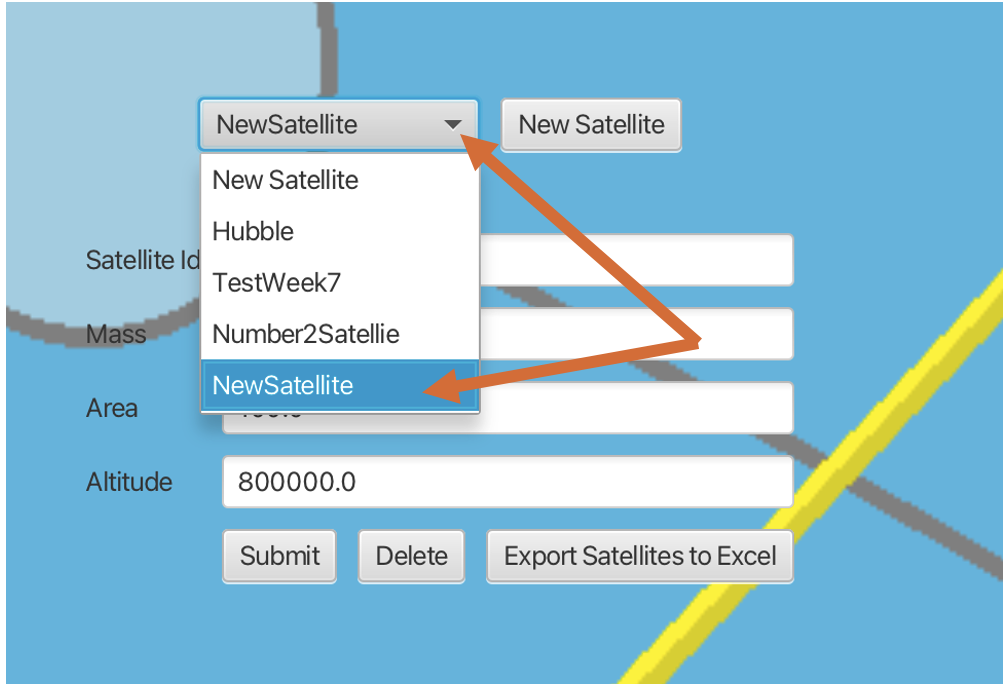 NewSatellite New Satellite
New Satellite
Hubble
Satellite Id
TestWeek7
Mass
Number2Satellie
NewSatellite
Area
Altitude 800000.0
Submit Delete Export Satellites to Excel